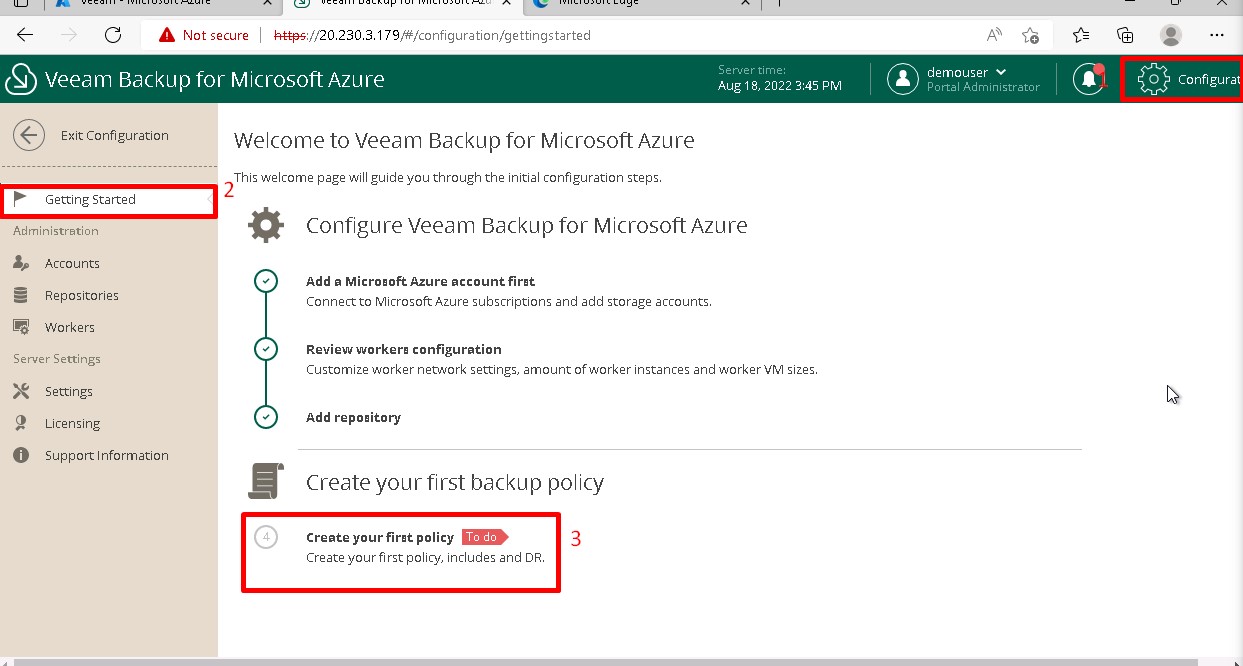 Veeam - Microsoft Azure
Veeam Backup for Microsoft Azu
Microsoft Edge
Not secure https://20.230.3.179/#/configuration/gettingstarted
Veeam Backup for Microsoft Azure
Server time:
Aug 18, 2022 3:45 PM
demouser
Portal Administrator
1
Configurat
Exit Configuration
Getting Started
2
Administration
Accounts
Repositories
Workers
Server Settings
Settings
Licensing
Support Information
Welcome to Veeam Backup for Microsoft Azure
This welcome page will guide you through the initial configuration steps.
Configure Veeam Backup for Microsoft Azure
Add a Microsoft Azure account first
Connect to Microsoft Azure subscriptions and add storage accounts.
Review workers configuration
Customize worker network settings, amount of worker instances and worker VM sizes.
Add repository
Create your first backup policy
4 Create your first policy To do
3
Create your first policy, includes and DR.